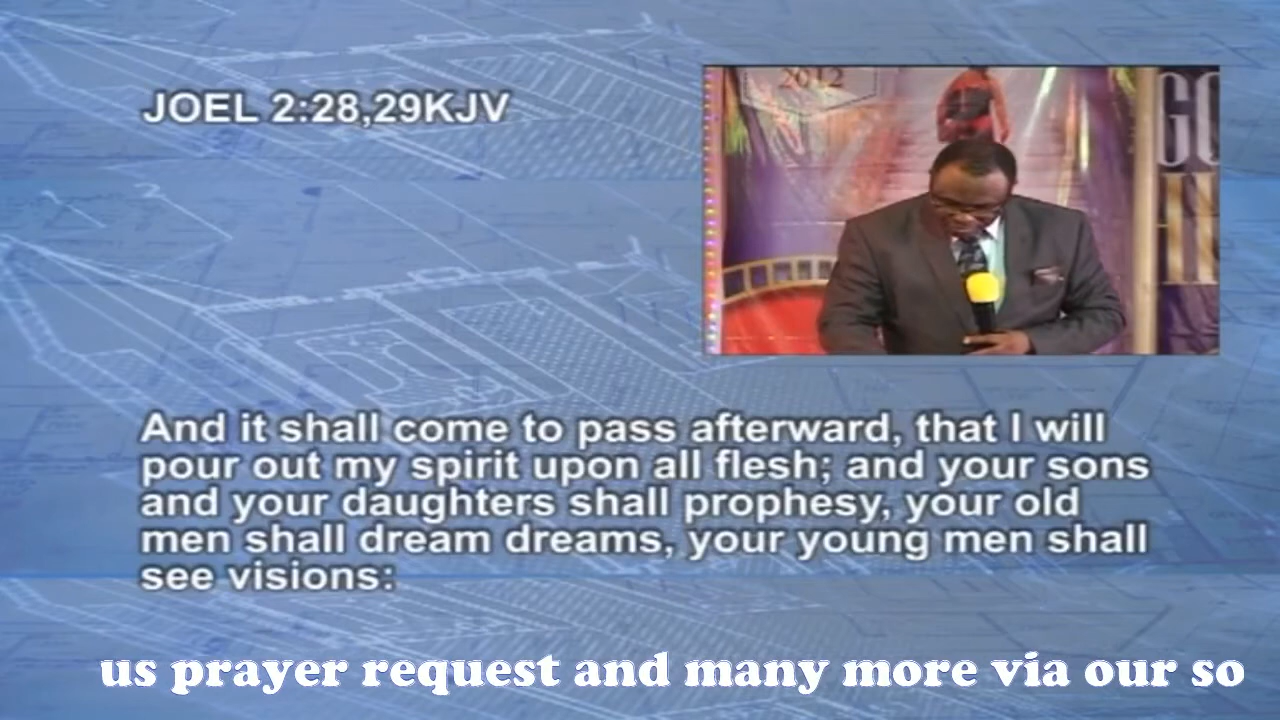 JOEL 2:28,29KJV
2012
GO
And it shall come to pass afterward, that I will
pour out my spirit upon all flesh; and your sons
and your daughters shall prophesy, your old
men shall dream dreams, your young men shall
see visions:
us prayer request and many more via our so